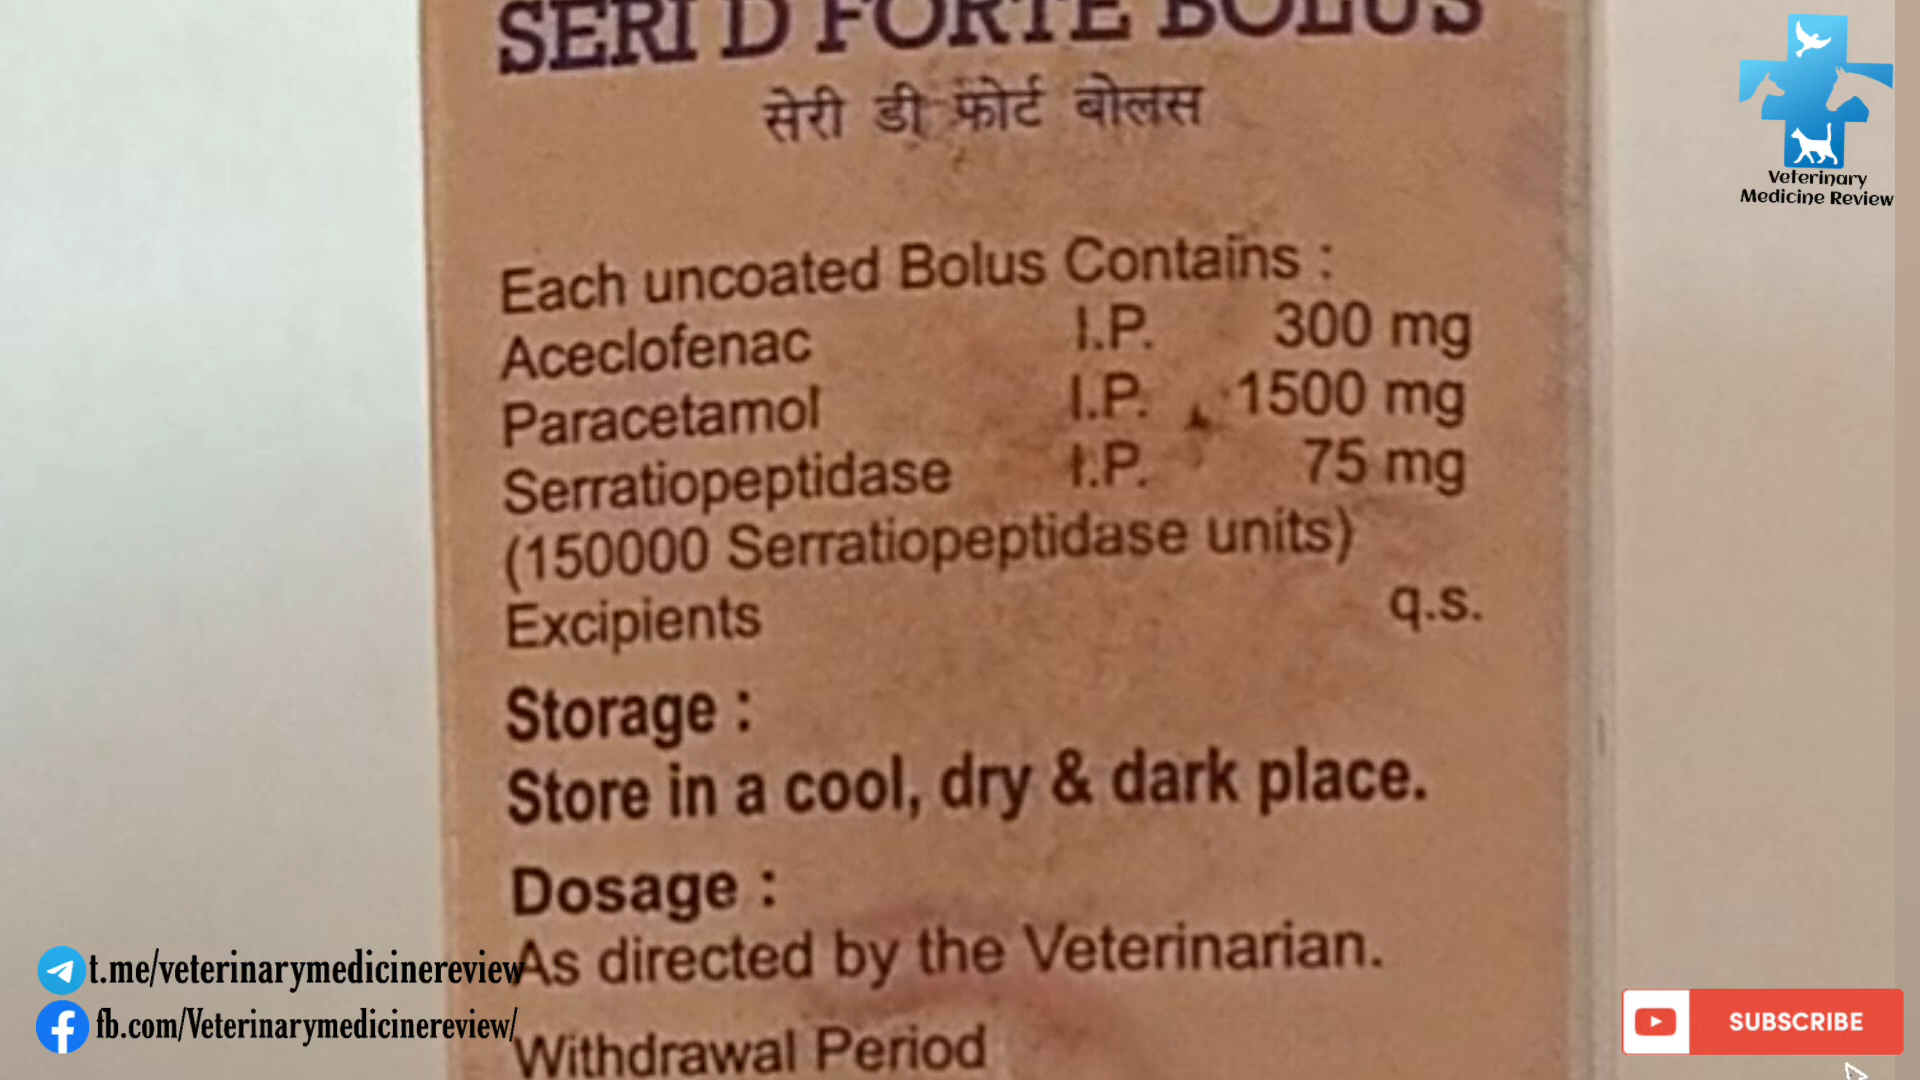 SERI D FORTE BOLUS
सेरी डी फ़ोर्ट बोलस
Veterinary
Medicine Review
Each uncoated Bolus Contains :
Aceclofenac I.P. 300 mg
Paracetamol I.P. 1500 mg
Serratiopeptidase I.P. 75 mg
(150000 Serratiopeptidase units)
Excipients q.s.
Storage :
Store in a cool, dry & dark place.
Dosage :
As directed by the Veterinarian.
Withdrawal Period
t.me/veterinarymedicinereview
fb.com/Veterinarymedicinereview/
SUBSCRIBE